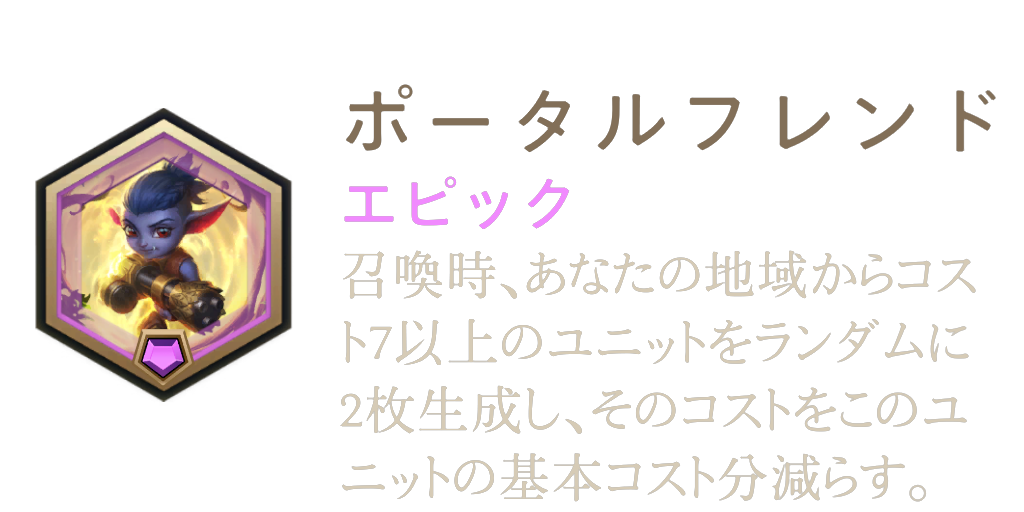 ポータルフレンド
エピック
召喚時、あなたの地域からコス
ト7以上のユニットをランダムに
2枚生成し、そのコストをこのユ
ニットの基本コスト分減らす。